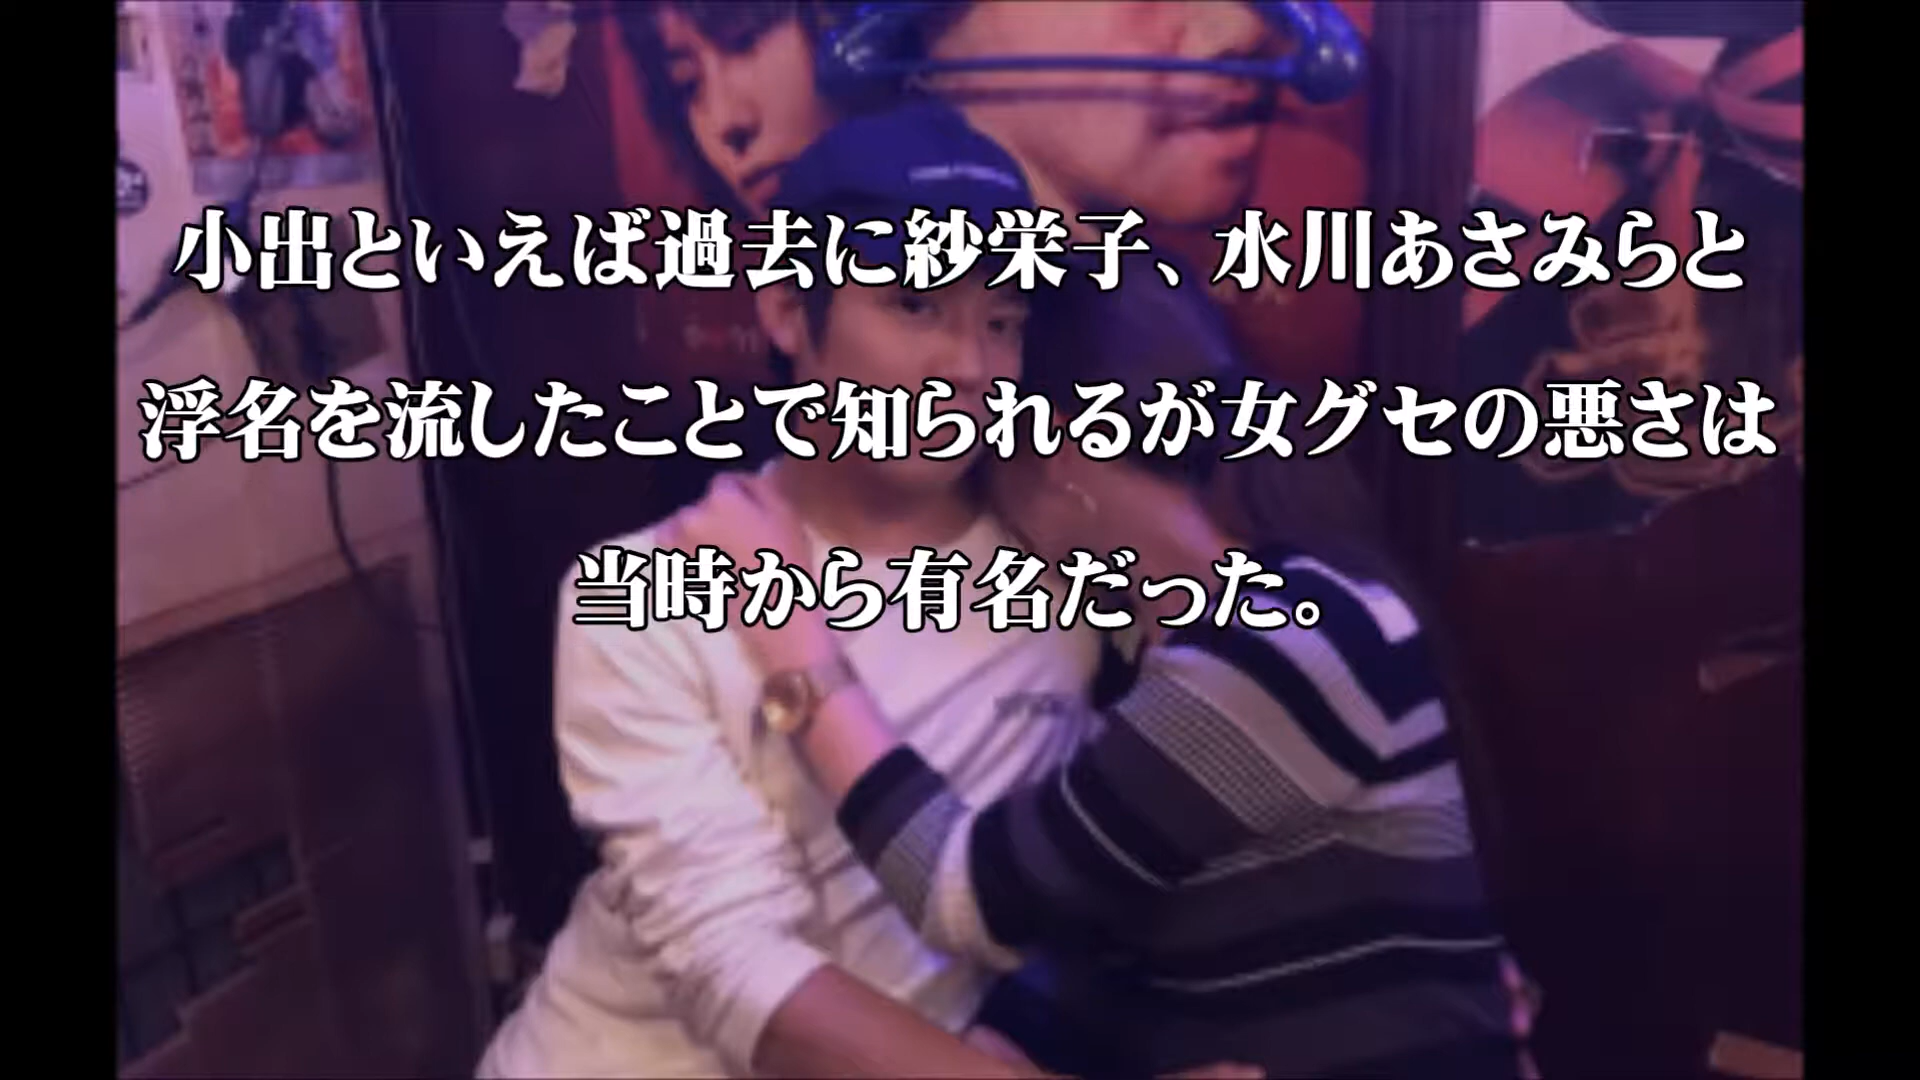 小出といえば過去に紗栄子、水川あさみらと
浮名を流したことで知られるが女グセの悪さは
当時から有名だった。